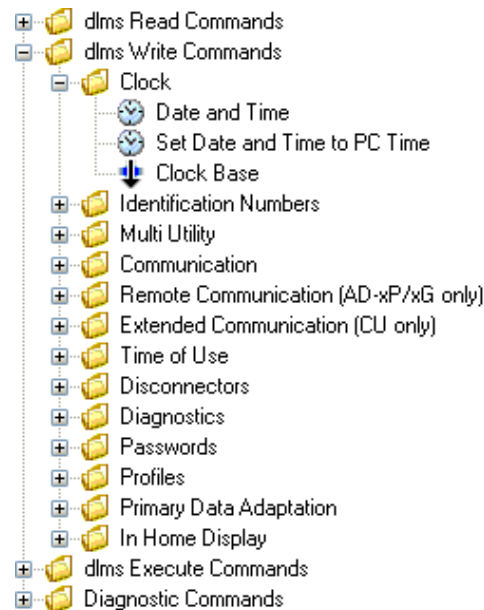 dlms Read Commands
dlms Write Commands
Clock
Date and Time
Set Date and Time to PC Time
Clock Base
Identification Numbers
Multi Utility
Communication
Remote Communication (AD-xP/xG only)
Extended Communication (CU only)
Time of Use
Disconnectors
Diagnostics
Passwords
Profiles
Primary Data Adaptation
In Home Display
dlms Execute Commands
Diagnostic Commands